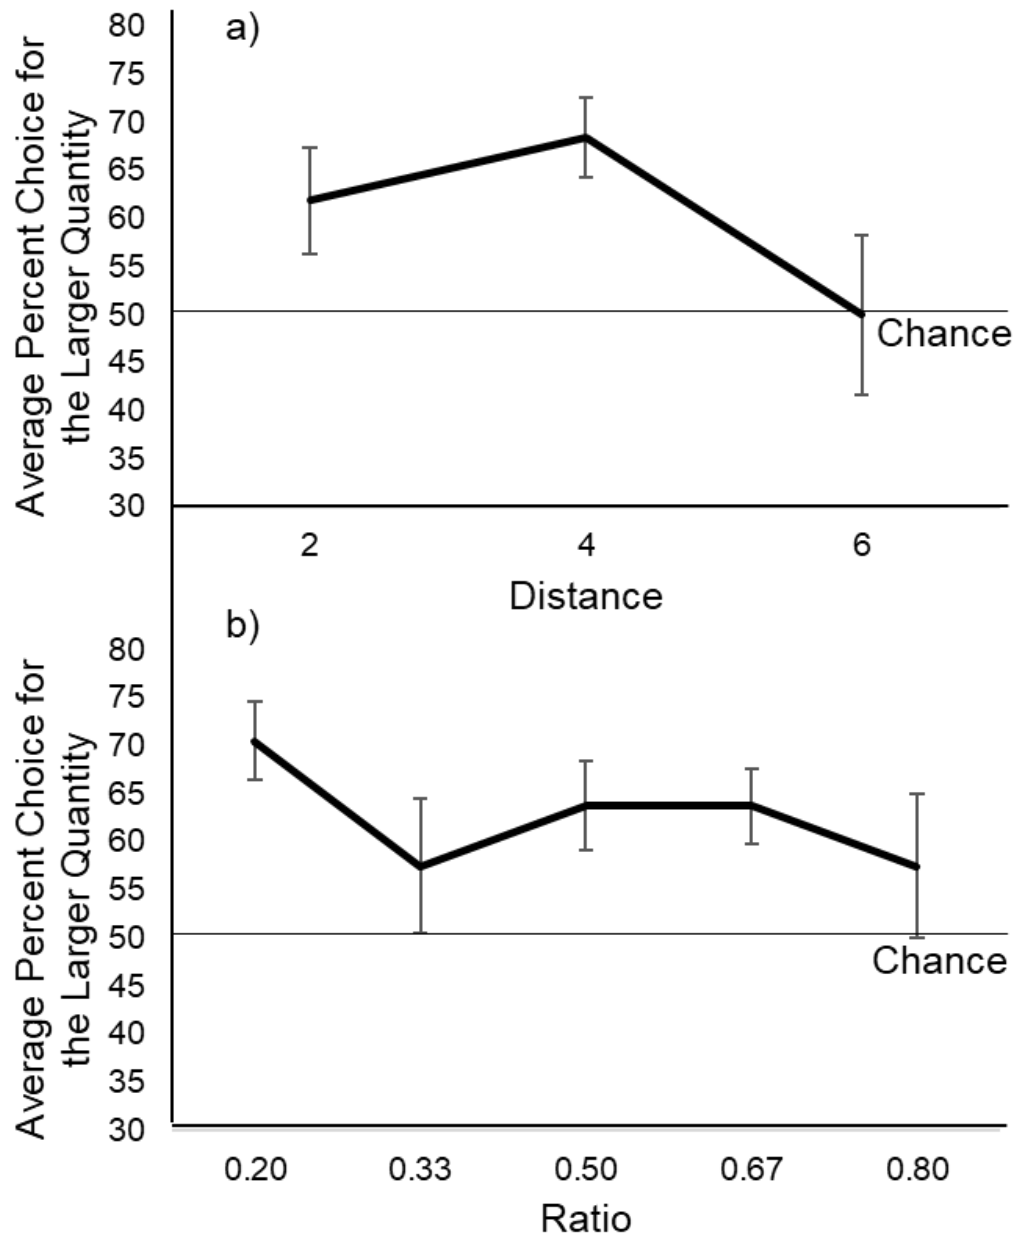 a)
Average Percent Choice for
the Larger Quantity
80
75
70
65
60
55
50
45
40
35
30
Chance
2 4 6
Distance
b)
Average Percent Choice for
the Larger Quantity
80
75
70
65
60
55
50
45
40
35
30
Chance
0.20 0.33 0.50 0.67 0.80
Ratio